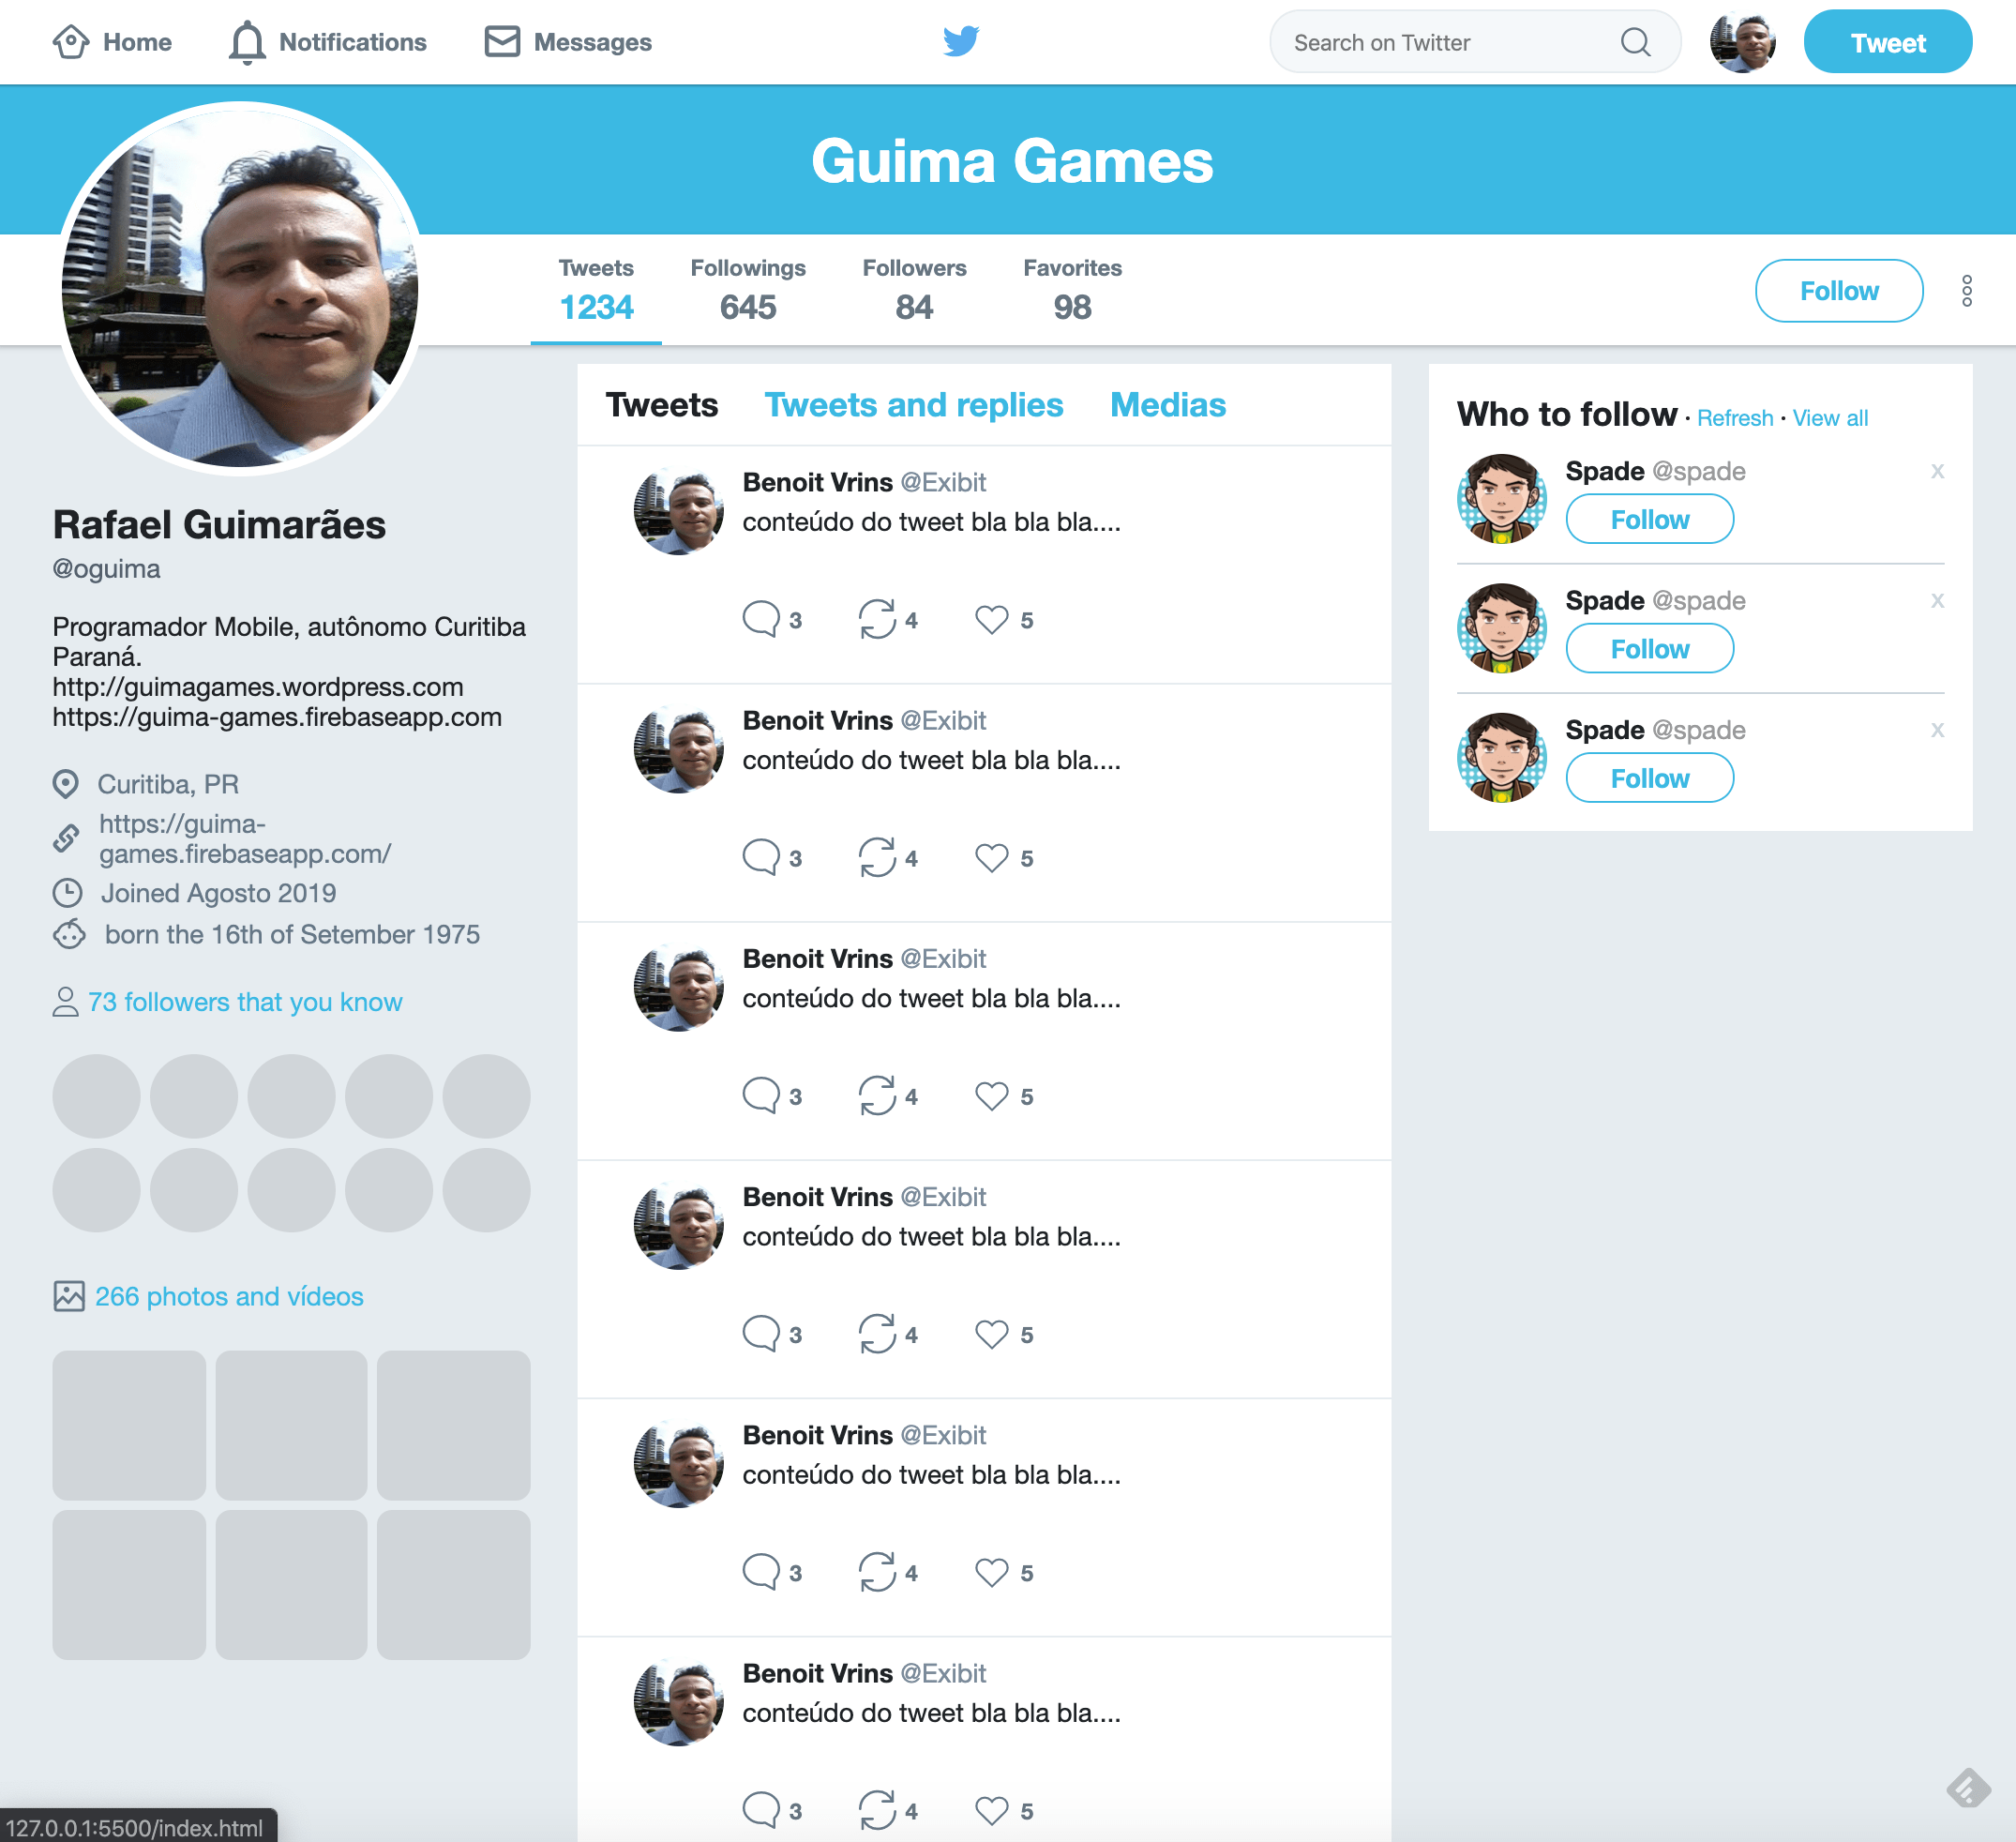 Home Notifications Messages Search on Twitter Tweet
Guima Games
Tweets Followings Followers Favorites
1234 645 84 98
Follow
Rafael Guimarães
@oguima
Programador Mobile, autônomo Curitiba
Paraná.
http://guimagames.wordpress.com
https://guima-games.firebaseapp.com
Curitiba, PR
https://guima-
games.firebaseapp.com/
Joined Agosto 2019
born the 16th of Setember 1975
73 followers that you know
266 photos and vídeos
Tweets Tweets and replies Medias
Benoit Vrins @Exibit
conteúdo do tweet bla bla bla....
3 4 5
Benoit Vrins @Exibit
conteúdo do tweet bla bla bla....
3 4 5
Benoit Vrins @Exibit
conteúdo do tweet bla bla bla....
3 4 5
Benoit Vrins @Exibit
conteúdo do tweet bla bla bla....
3 4 5
Benoit Vrins @Exibit
conteúdo do tweet bla bla bla....
3 4 5
Benoit Vrins @Exibit
conteúdo do tweet bla bla bla....
3 4 5
Who to follow · Refresh · View all
Spade @spade x
Follow
Spade @spade x
Follow
Spade @spade x
Follow
127.0.0.1:5500/index.html